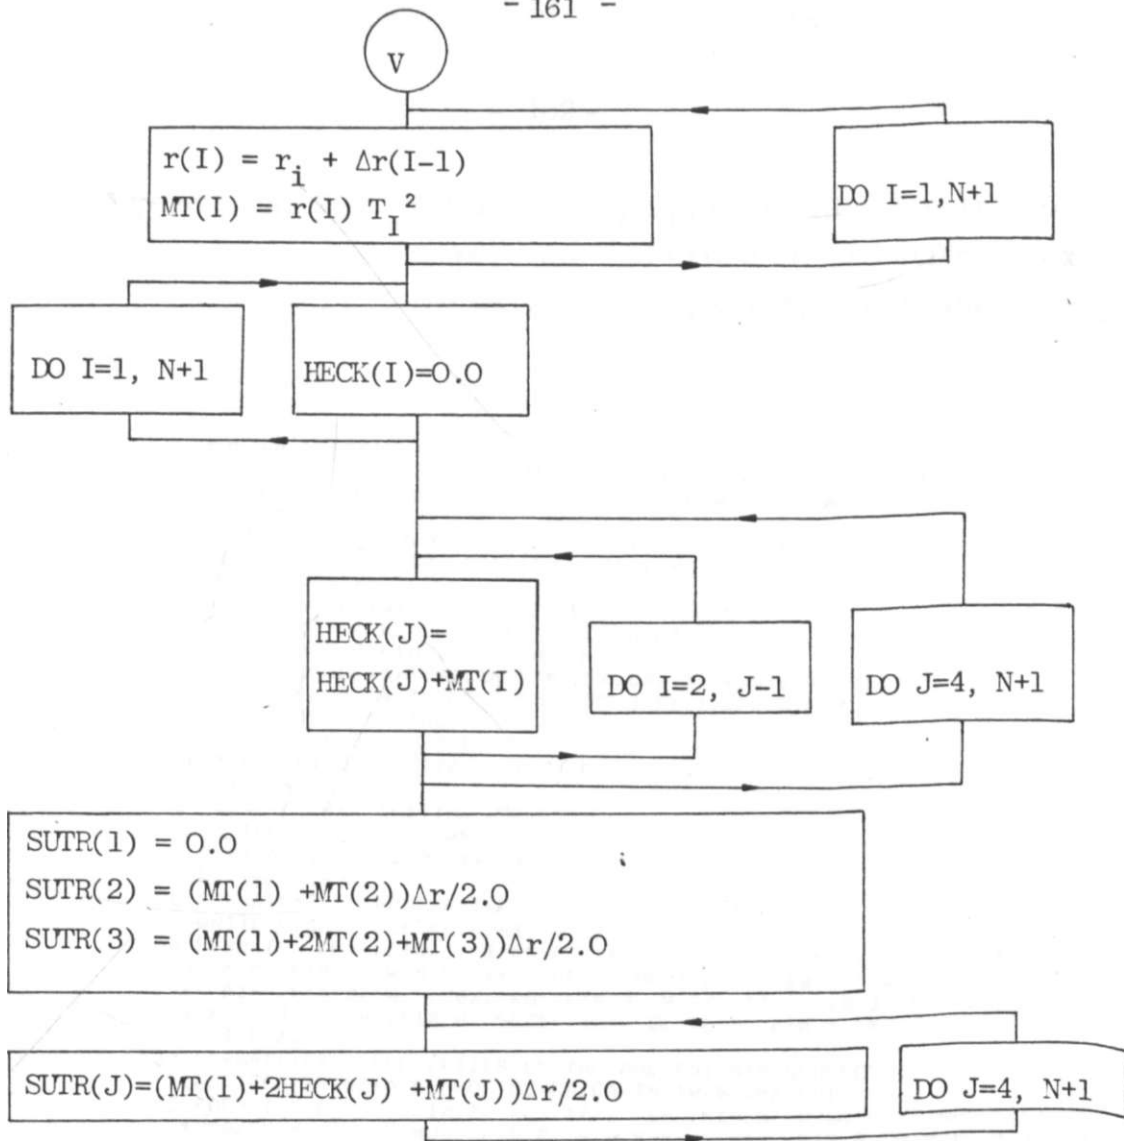 - 161 -
V
r(I) = r_i + Δr(I-1)
MT(I) = r(I) T_I²
DO I=1,N+1
DO I=1, N+1
HECK(I)=0.0
HECK(J)=
HECK(J)+MT(I)
DO I=2, J-1
DO J=4, N+1
SUTR(1) = 0.0
SUTR(2) = (MT(1) +MT(2))Δr/2.0
SUTR(3) = (MT(1)+2MT(2)+MT(3))Δr/2.0
SUTR(J)=(MT(1)+2HECK(J) +MT(J))Δr/2.0
DO J=4, N+1